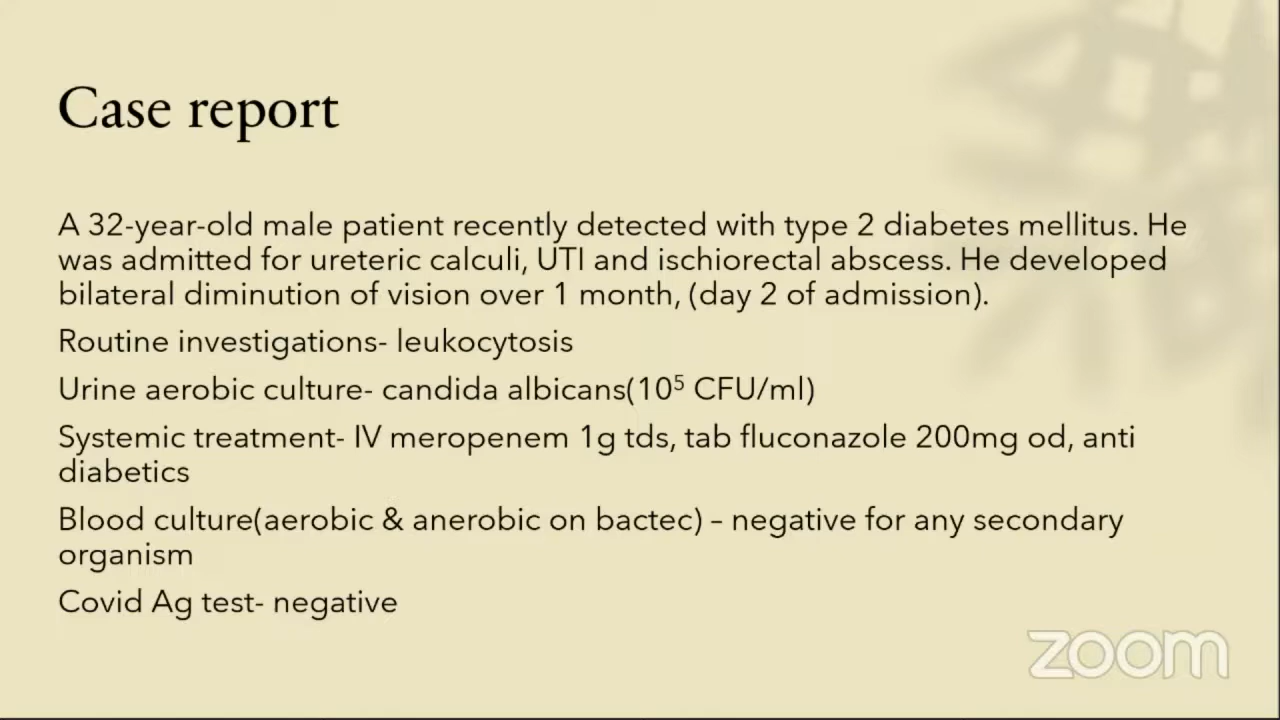 Case report
A 32-year-old male patient recently detected with type 2 diabetes mellitus. He
was admitted for ureteric calculi, UTI and ischiorectal abscess. He developed
bilateral diminution of vision over 1 month, (day 2 of admission).
Routine investigations- leukocytosis
Urine aerobic culture- candida albicans(10⁵ CFU/ml)
Systemic treatment- IV meropenem 1g tds, tab fluconazole 200mg od, anti
diabetics
Blood culture(aerobic & anerobic on bactec) – negative for any secondary
organism
Covid Ag test- negative
zoom